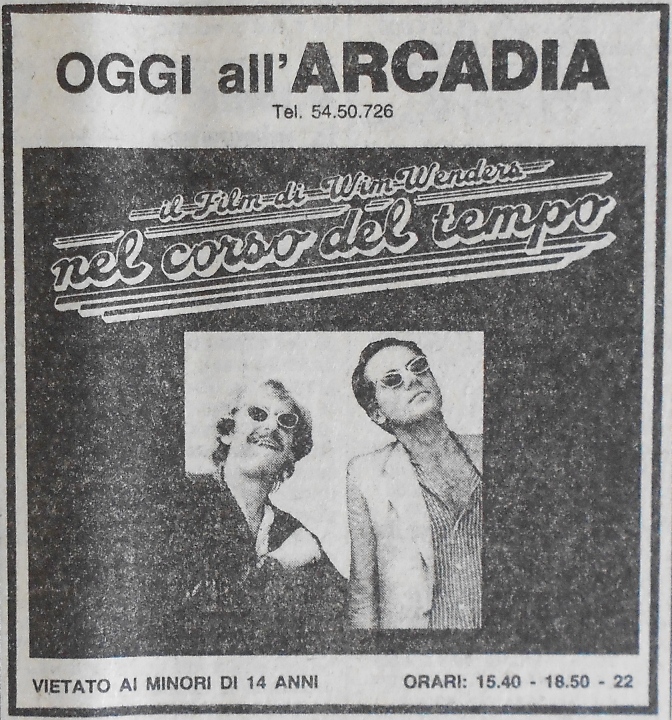 OGGI all'ARCADIA
Tel. 54.50.726
il Film di Wim Wenders
nel corso del tempo
VIETATO AI MINORI DI 14 ANNI ORARI: 15.40 - 18.50 - 22